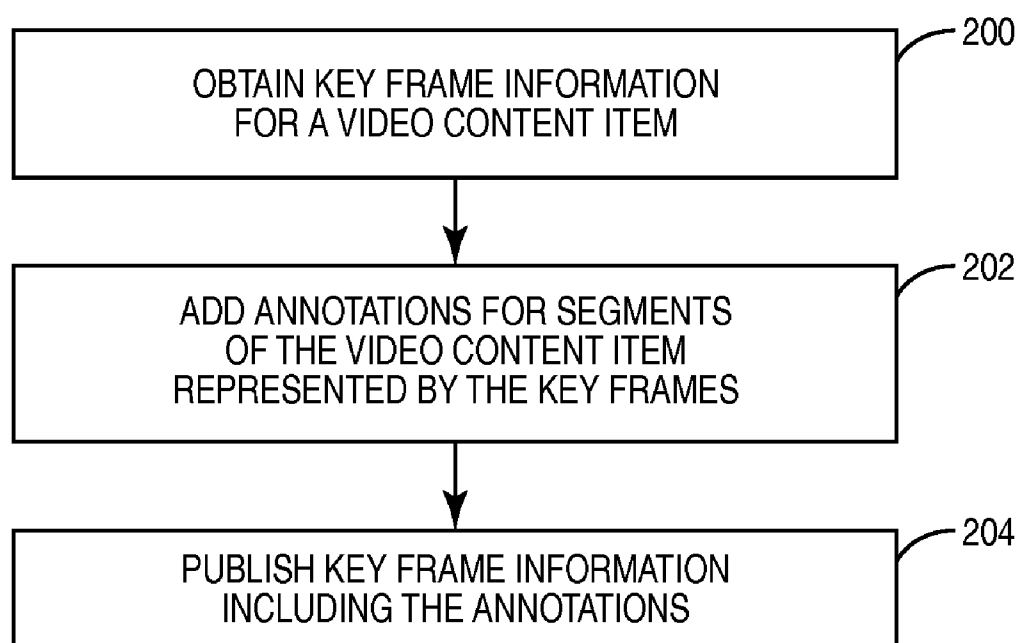 200
OBTAIN KEY FRAME INFORMATION
FOR A VIDEO CONTENT ITEM
202
ADD ANNOTATIONS FOR SEGMENTS
OF THE VIDEO CONTENT ITEM
REPRESENTED BY THE KEY FRAMES
204
PUBLISH KEY FRAME INFORMATION
INCLUDING THE ANNOTATIONS